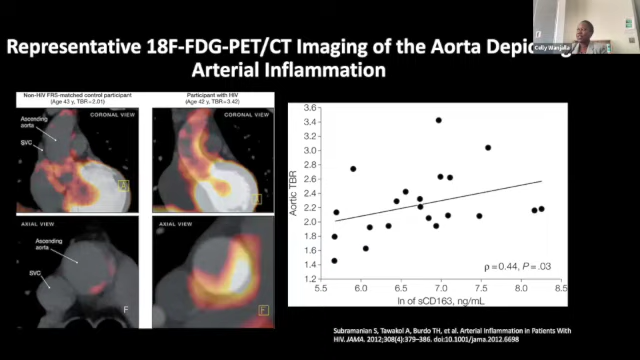 Representative 18F-FDG-PET/CT Imaging of the Aorta Depicting
Arterial Inflammation
Celly Wanjalla
Non-HIV FRS-matched control participant
(Age 43 y, TBR=2.01)
Participant with HIV
(Age 42 y, TBR=3.42)
CORONAL VIEW
CORONAL VIEW
Ascending
aorta
SVC
AXIAL VIEW
AXIAL VIEW
Ascending
aorta
SVC
F
3.6
3.4
3.2
3.0
2.8
2.6
2.4
2.2
2.0
1.8
1.6
1.4
1.2
Aortic TBR
ρ=0.44, P=.03
5.5 6.0 6.5 7.0 7.5 8.0 8.5
ln of sCD163, ng/mL
Subramanian S, Tawakol A, Burdo TH, et al. Arterial Inflammation in Patients With
HIV. JAMA. 2012;308(4):379–386. doi:10.1001/jama.2012.6698